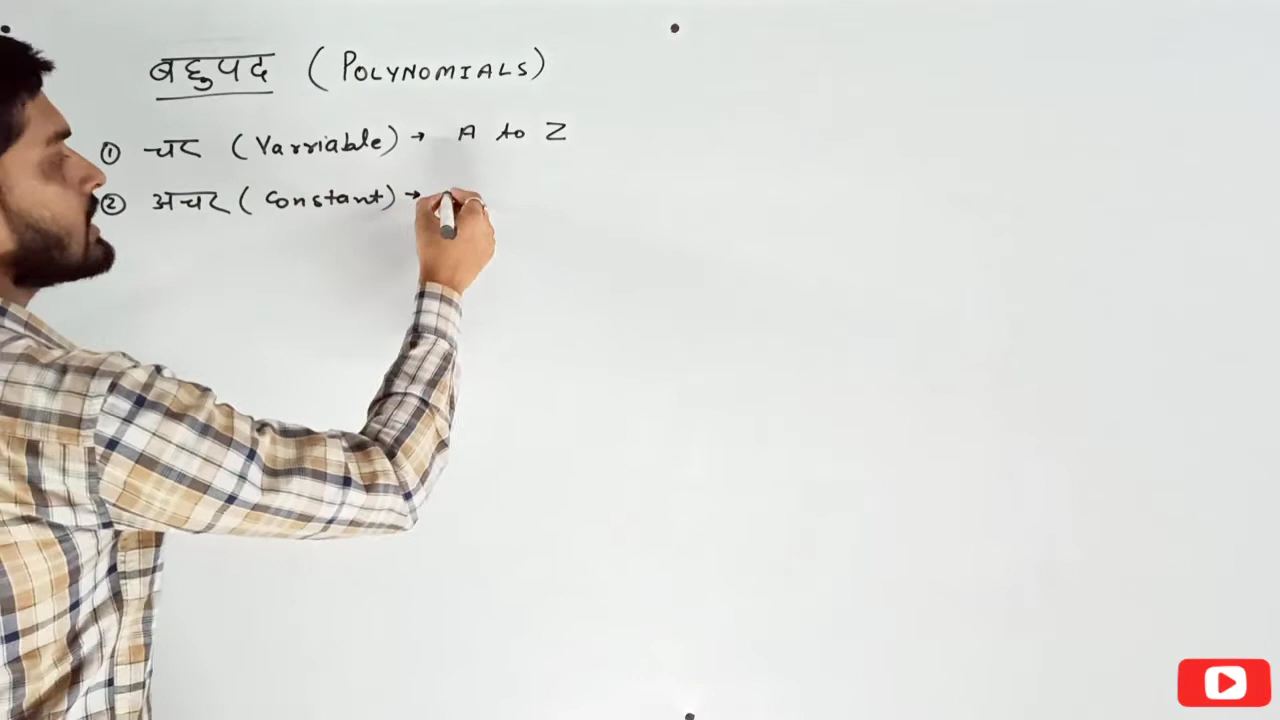 बहुपद (POLYNOMIALS)
① चर (Varriable) → A to Z
② अचर (Constant) →